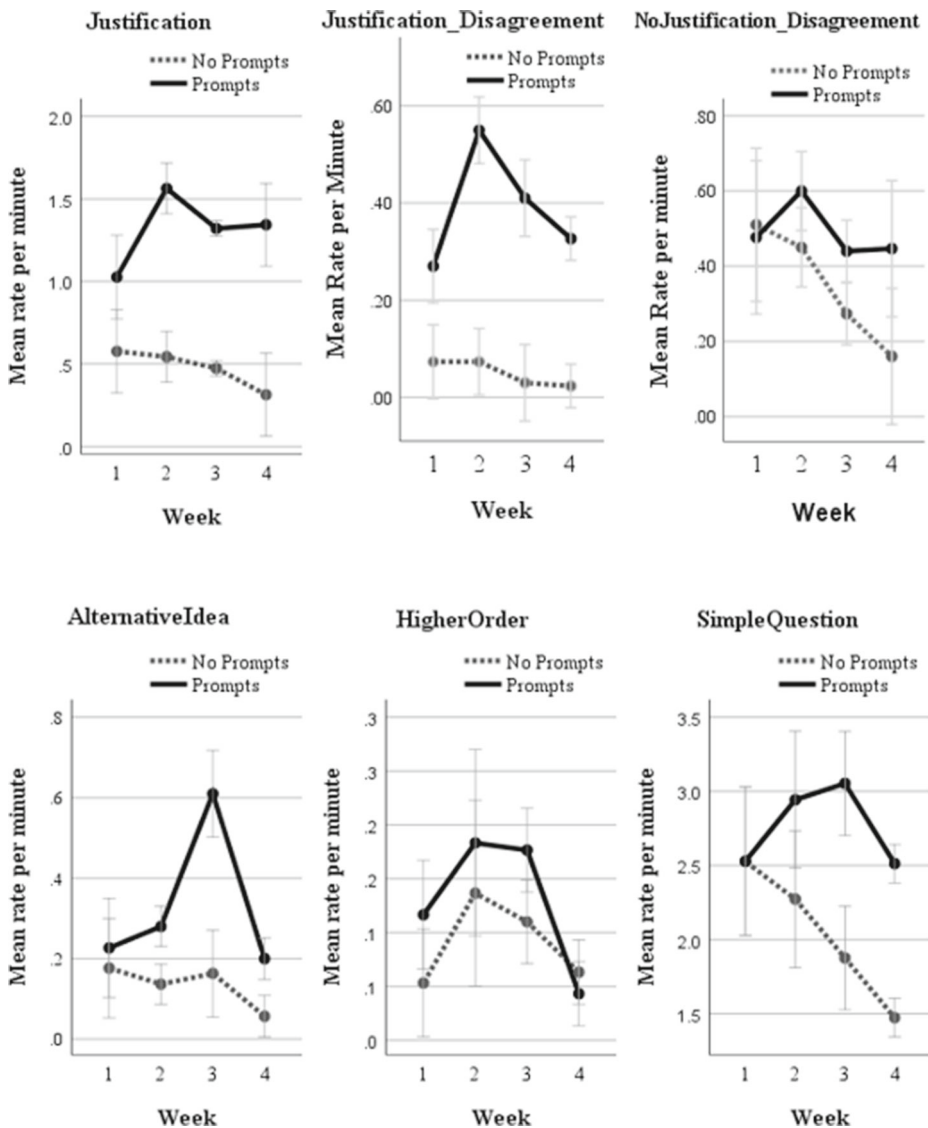 Justification
No Prompts
Prompts
Mean rate per minute
2.0
1.5
1.0
.5
.0
1 2 3 4
Week
Justification_Disagreement
No Prompts
Prompts
Mean Rate per Minute
.60
.40
.20
.00
1 2 3 4
Week
NoJustification_Disagreement
No Prompts
Prompts
Mean Rate per minute
.80
.60
.40
.20
.00
1 2 3 4
Week
AlternativeIdea
No Prompts
Prompts
Mean rate per minute
.8
.6
.4
.2
.0
1 2 3 4
Week
HigherOrder
No Prompts
Prompts
Mean rate per minute
.3
.3
.2
.2
.1
.1
.0
1 2 3 4
Week
SimpleQuestion
No Prompts
Prompts
Mean rate per minute
3.5
3.0
2.5
2.0
1.5
1 2 3 4
Week